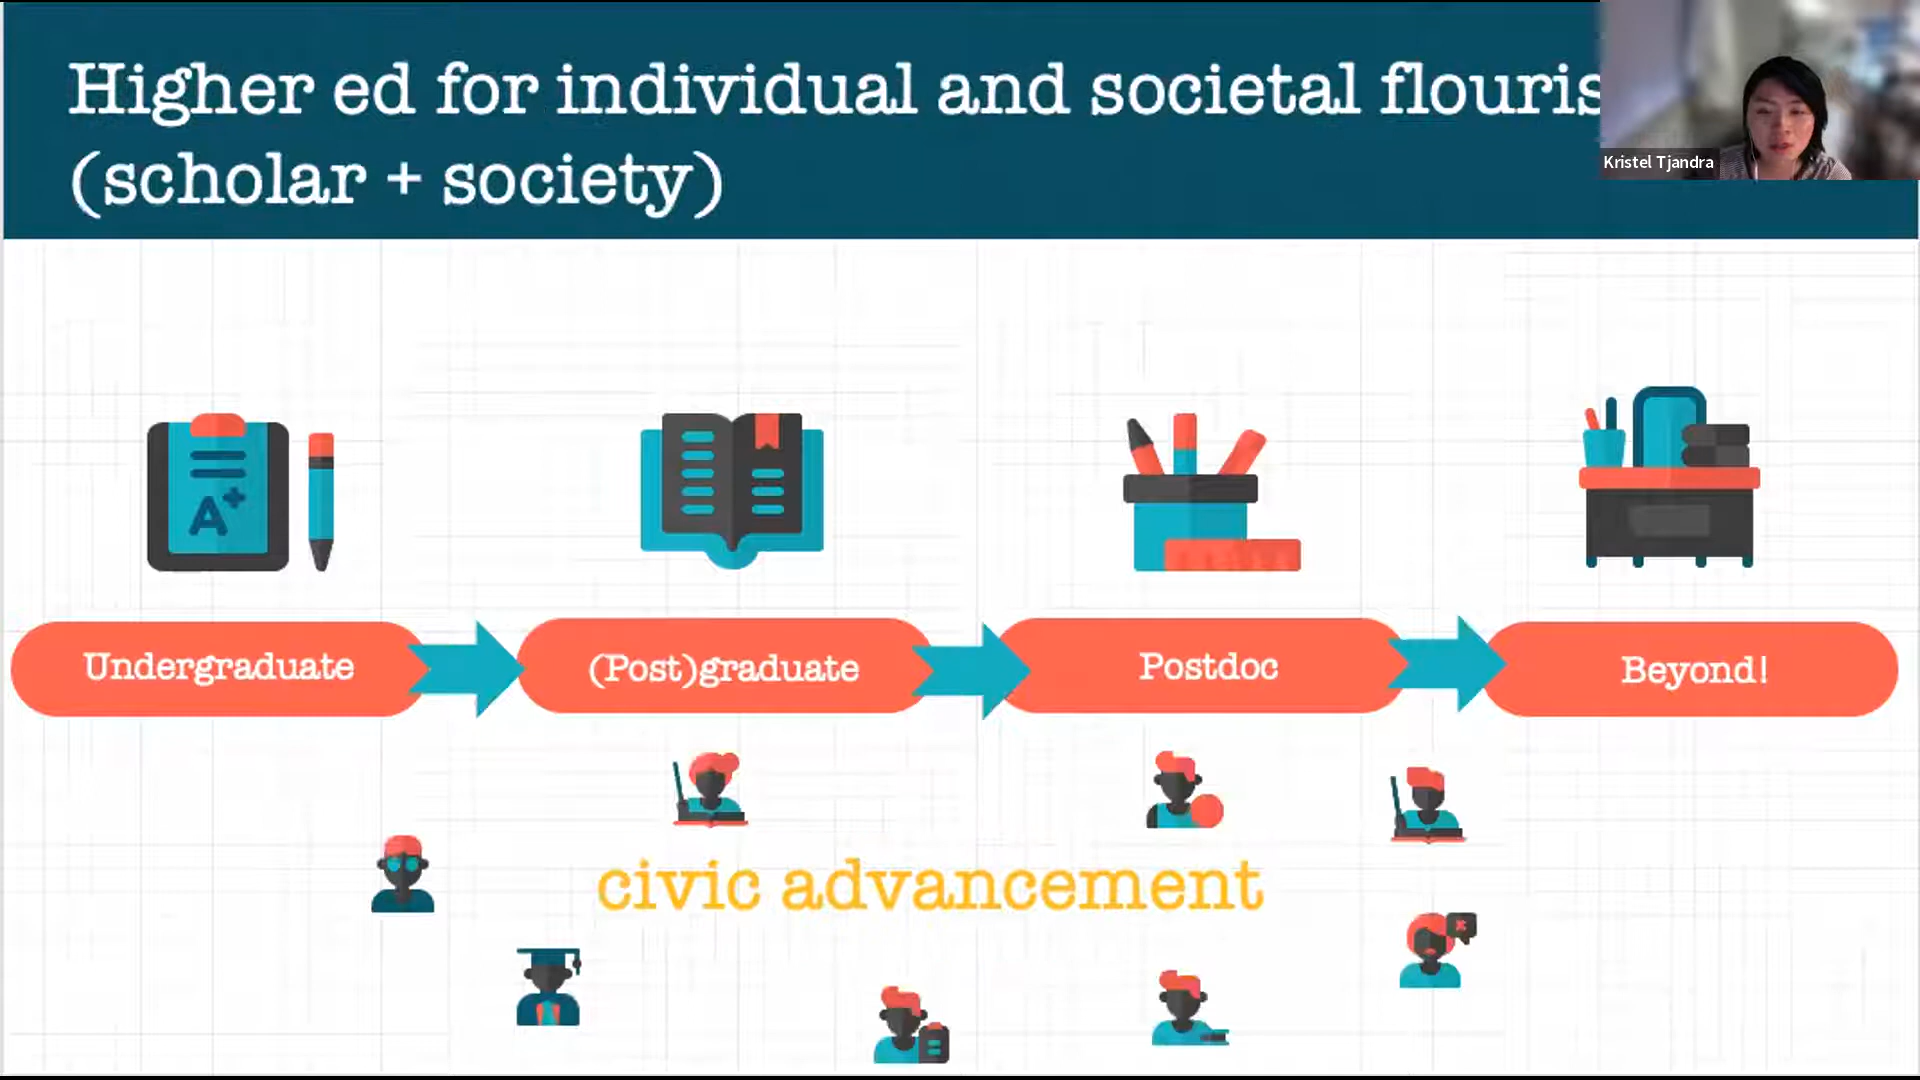 Higher ed for individual and societal flouris
(scholar + society)
Kristel Tjandra
A+
Undergraduate
(Post)graduate
Postdoc
Beyond!
civic advancement